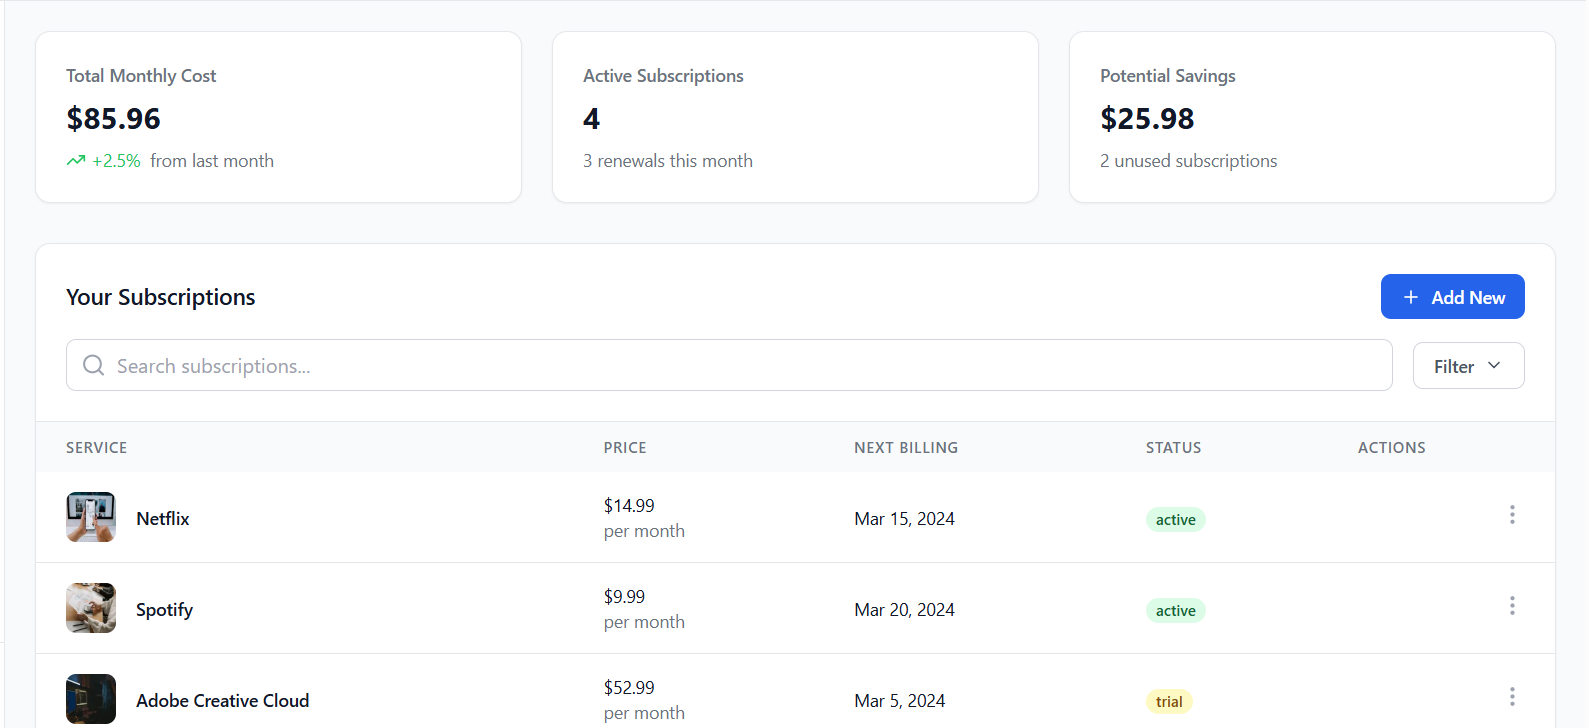 Total Monthly Cost
$85.96
+2.5% from last month
Active Subscriptions
4
3 renewals this month
Potential Savings
$25.98
2 unused subscriptions
Your Subscriptions
Add New
Search subscriptions...
Filter
SERVICE PRICE NEXT BILLING STATUS ACTIONS
Netflix
$14.99
per month
Mar 15, 2024
active
Spotify
$9.99
per month
Mar 20, 2024
active
Adobe Creative Cloud
$52.99
per month
Mar 5, 2024
trial